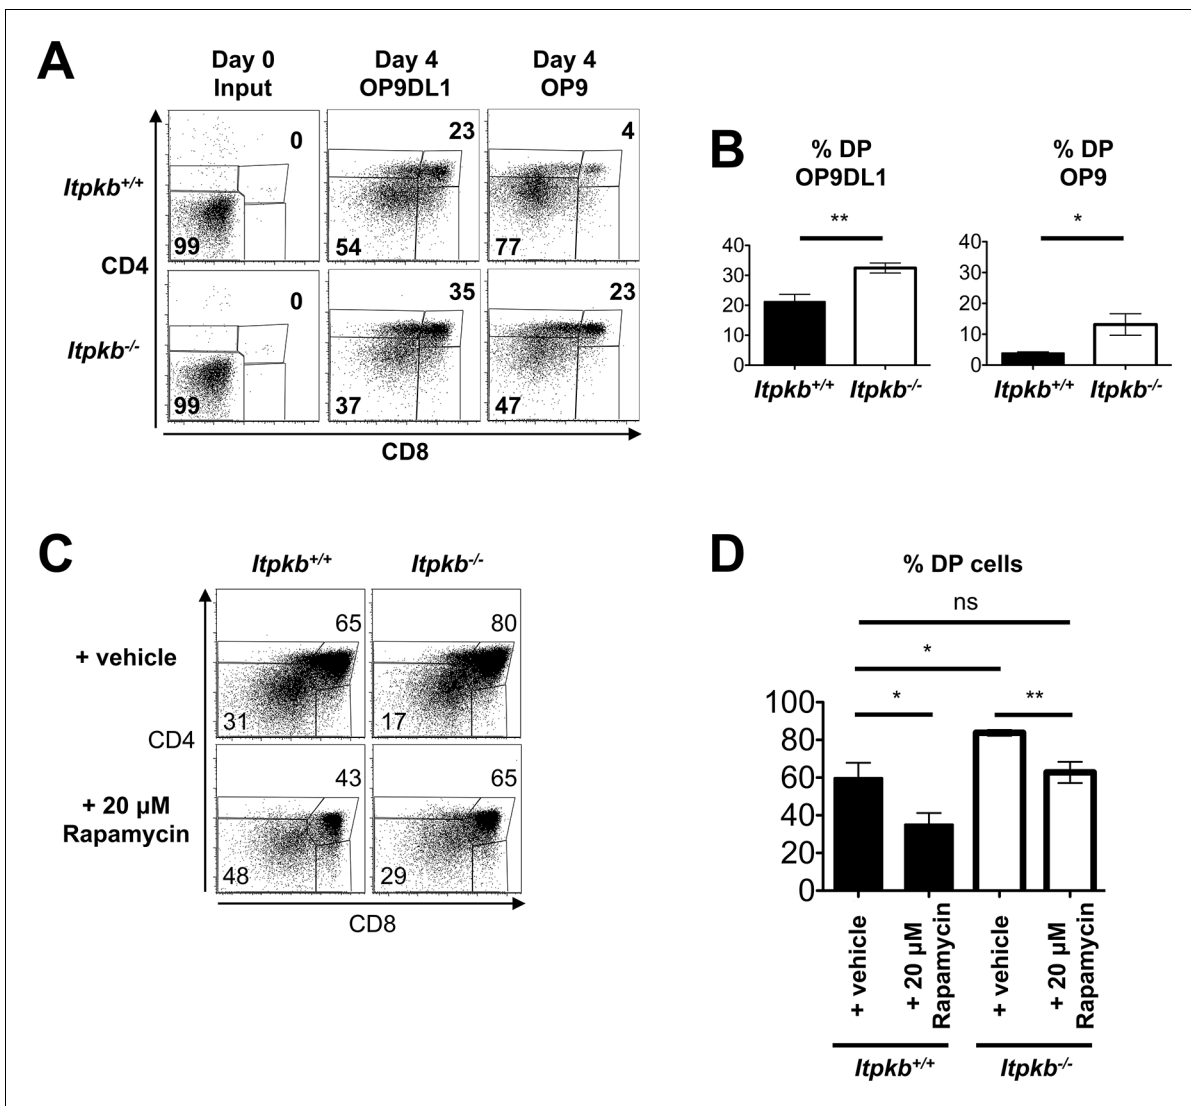 A
Day 0
Input
Day 4
OP9DL1
Day 4
OP9
Itpkb+/+
0
99
23
54
4
77
CD4
Itpkb-/-
0
99
35
37
23
47
CD8
B
% DP
OP9DL1
**
40
30
20
10
0
Itpkb+/+ Itpkb-/-
% DP
OP9
*
40
30
20
10
0
Itpkb+/+ Itpkb-/-
C
Itpkb+/+ Itpkb-/-
+ vehicle
65
31
80
17
CD4
+ 20 µM
Rapamycin
43
48
65
29
CD8
D
% DP cells
ns
*
* **
100
80
60
40
20
0
+ vehicle
+ 20 µM
Rapamycin
+ vehicle
+ 20 µM
Rapamycin
Itpkb+/+ Itpkb-/-